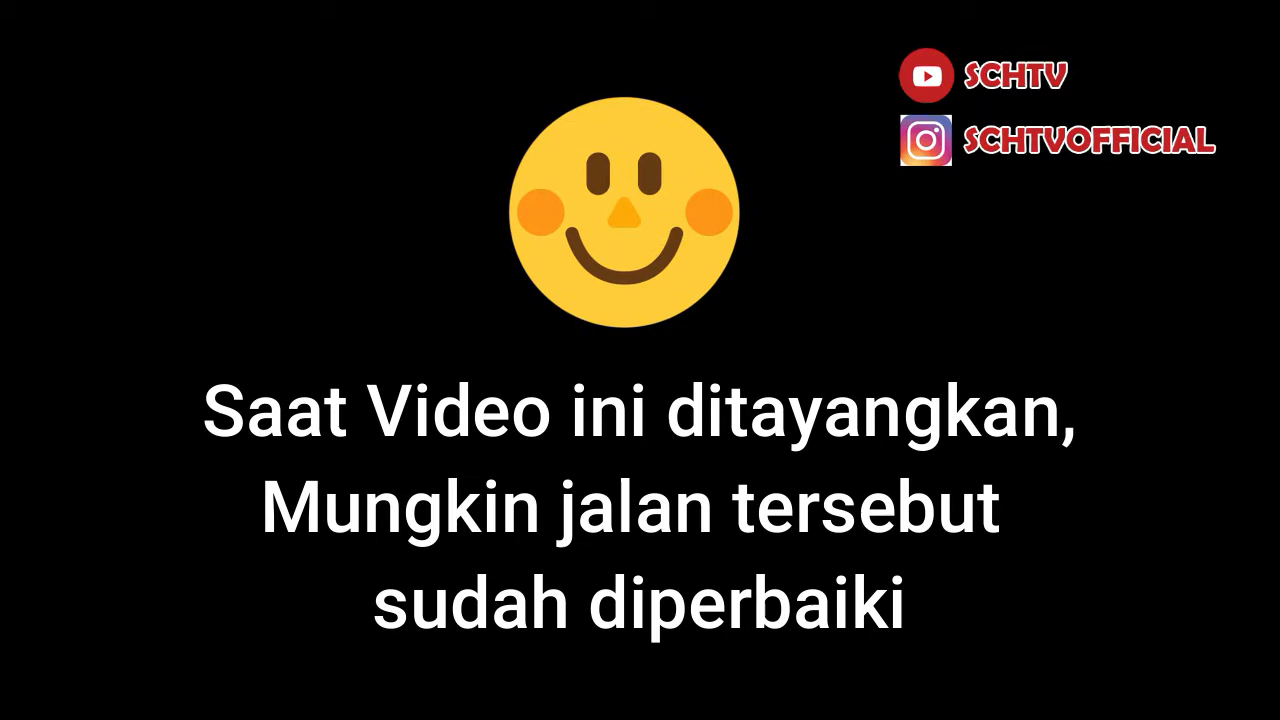 SCHTV
SCHTVOFFICIAL
Saat Video ini ditayangkan,
Mungkin jalan tersebut
sudah diperbaiki